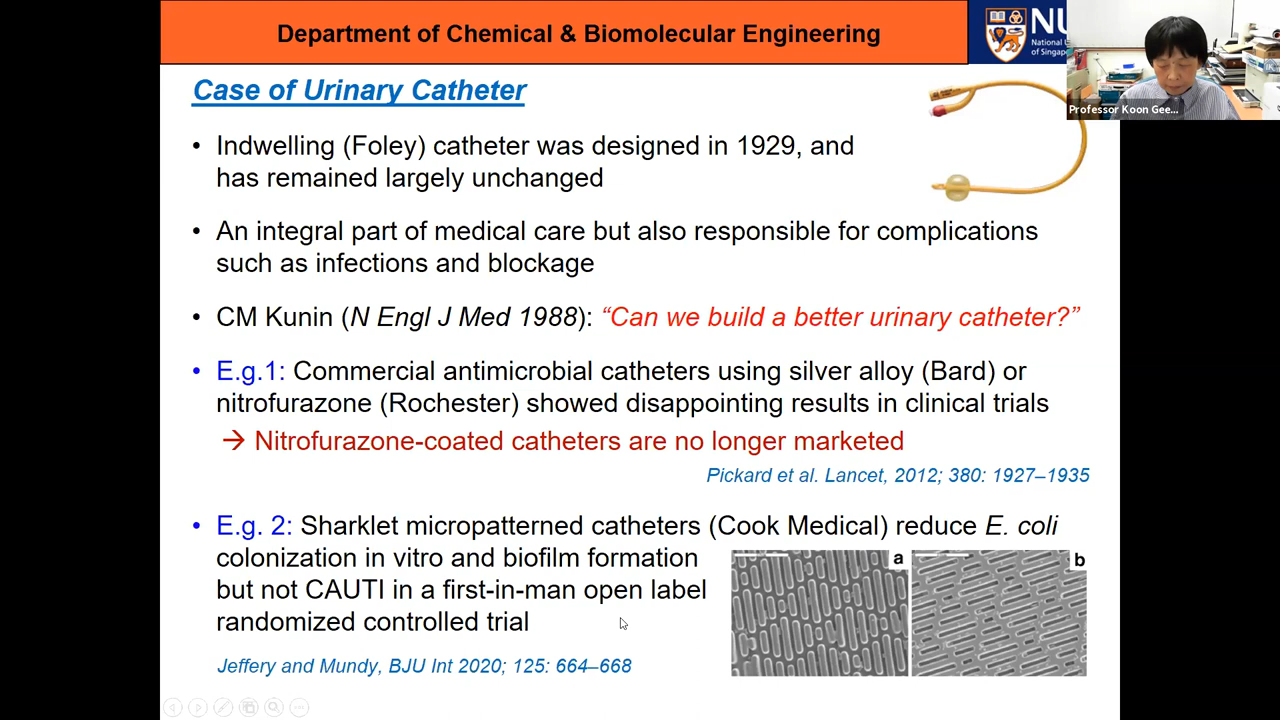 Department of Chemical & Biomolecular Engineering
NU
National U
of Singap
Professor Koon Gee...
Case of Urinary Catheter
• Indwelling (Foley) catheter was designed in 1929, and
has remained largely unchanged
• An integral part of medical care but also responsible for complications
such as infections and blockage
• CM Kunin (N Engl J Med 1988): “Can we build a better urinary catheter?”
• E.g.1: Commercial antimicrobial catheters using silver alloy (Bard) or
nitrofurazone (Rochester) showed disappointing results in clinical trials
→ Nitrofurazone-coated catheters are no longer marketed
Pickard et al. Lancet, 2012; 380: 1927–1935
• E.g. 2: Sharklet micropatterned catheters (Cook Medical) reduce E. coli
colonization in vitro and biofilm formation
but not CAUTI in a first-in-man open label
randomized controlled trial
a
b
Jeffery and Mundy, BJU Int 2020; 125: 664–668